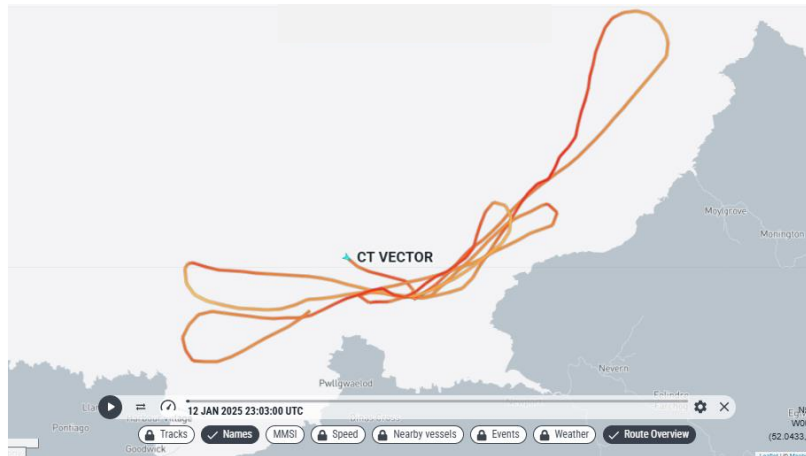 CT VECTOR
Moylgrove
Monington
Nevern
Pwllgwaelod
12 JAN 2025 23:03:00 UTC
Pontiago
Goodwick
Tracks
Names
MMSI
Speed
Nearby vessels
Events
Weather
Route Overview
(52.0433,